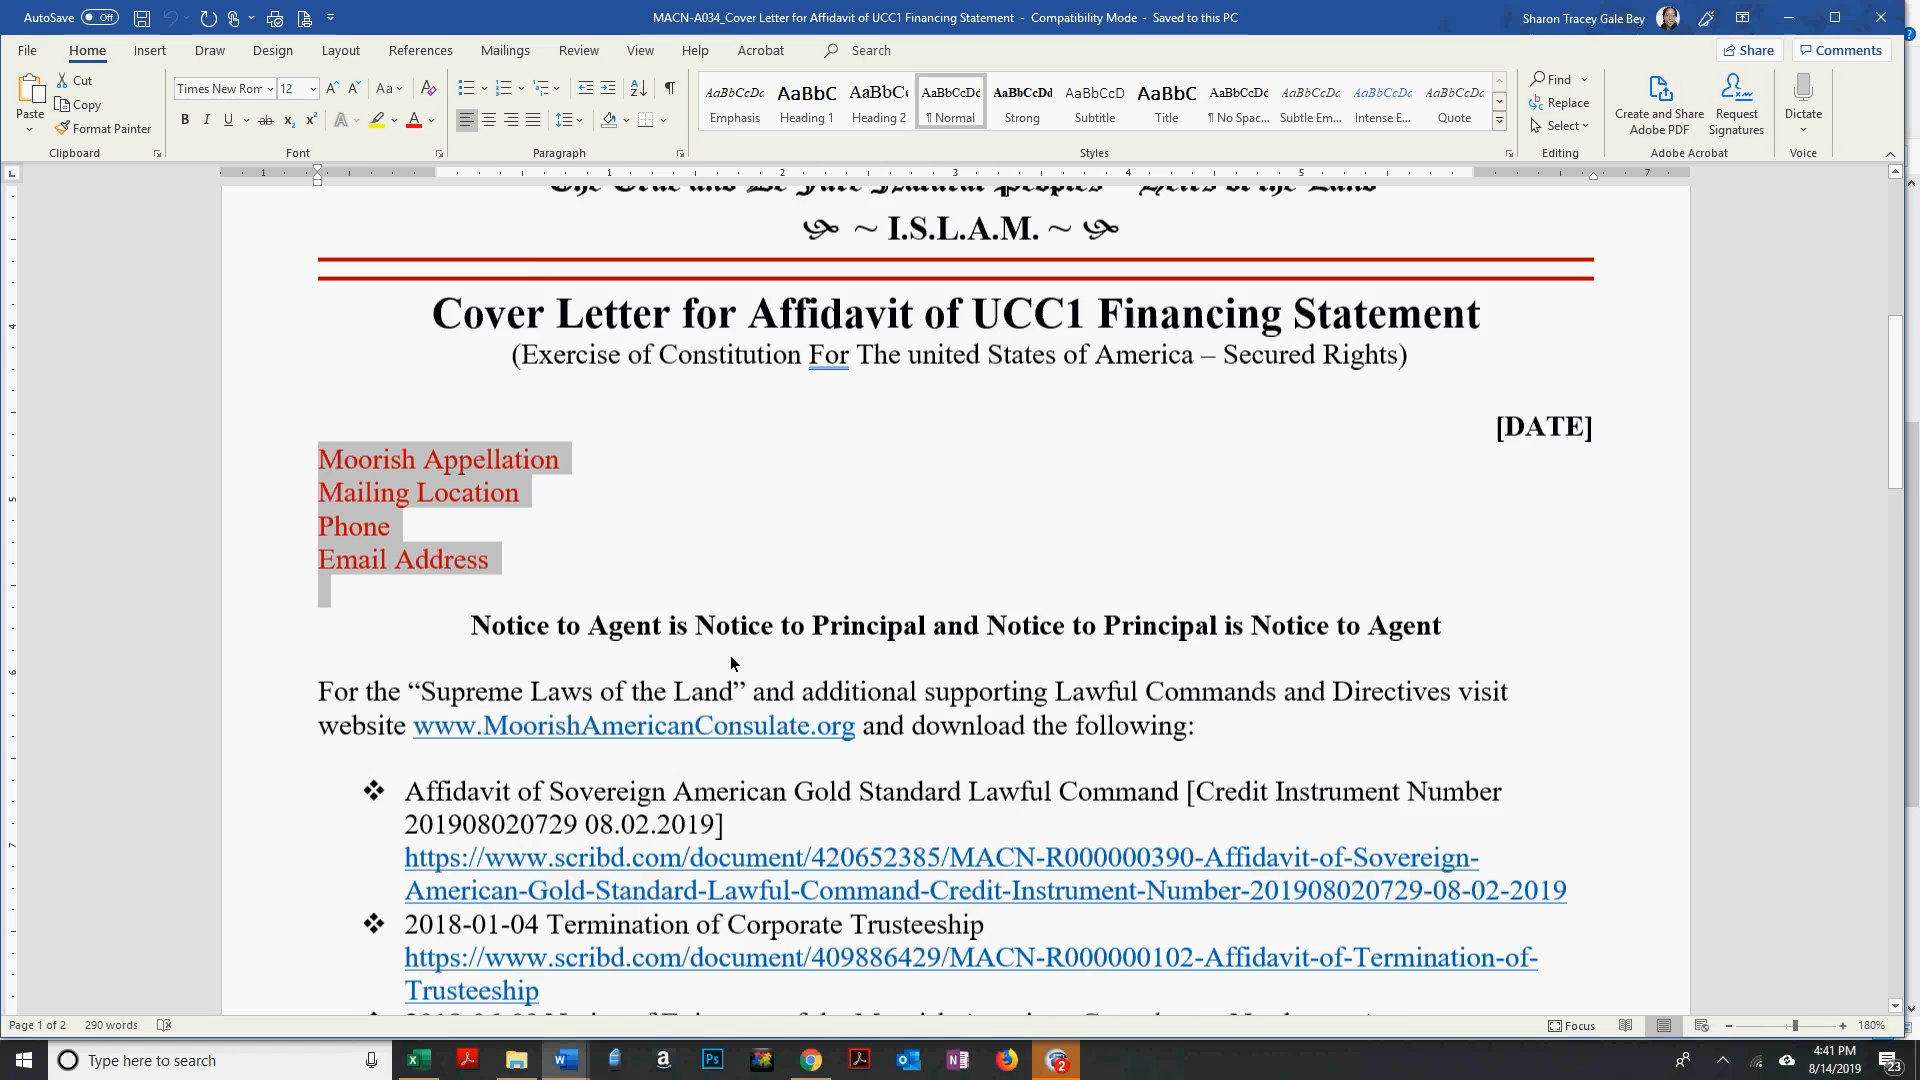 AutoSave Off
MACN-A034_Cover Letter for Affidavit of UCC1 Financing Statement - Compatibility Mode - Saved to this PC
Sharon Tracey Gale Bey
File Home Insert Draw Design Layout References Mailings Review View Help Acrobat Search
Share Comments
Paste
Cut
Copy
Format Painter
Clipboard
Times New Ror 12
Font
Paragraph
AaBbCcDc AaBbC AaBbC AaBbCcDd AaBbCcDd AaBbCcD AaBbC AaBbCcDd AaBbCcDc AaBbCcDc AaBbCcDc
Emphasis Heading 1 Heading 2 ¶ Normal Strong Subtitle Title ¶ No Spac... Subtle Em... Intense E... Quote
Styles
Find
Replace
Select
Editing
Create and Share Adobe PDF
Request Signatures
Adobe Acrobat
Dictate
Voice
1 1 2 3 4 5 7
~ I.S.L.A.M. ~
Cover Letter for Affidavit of UCC1 Financing Statement
(Exercise of Constitution For The united States of America – Secured Rights)
[DATE]
Moorish Appellation
Mailing Location
Phone
Email Address
Notice to Agent is Notice to Principal and Notice to Principal is Notice to Agent
For the “Supreme Laws of the Land” and additional supporting Lawful Commands and Directives visit
website www.MoorishAmericanConsulate.org and download the following:
❖ Affidavit of Sovereign American Gold Standard Lawful Command [Credit Instrument Number
201908020729 08.02.2019]
https://www.scribd.com/document/420652385/MACN-R000000390-Affidavit-of-Sovereign-
American-Gold-Standard-Lawful-Command-Credit-Instrument-Number-201908020729-08-02-2019
❖ 2018-01-04 Termination of Corporate Trusteeship
https://www.scribd.com/document/409886429/MACN-R000000102-Affidavit-of-Termination-of-
Trusteeship
Page 1 of 2 290 words
Focus
180%
Type here to search
4:41 PM
8/14/2019
23